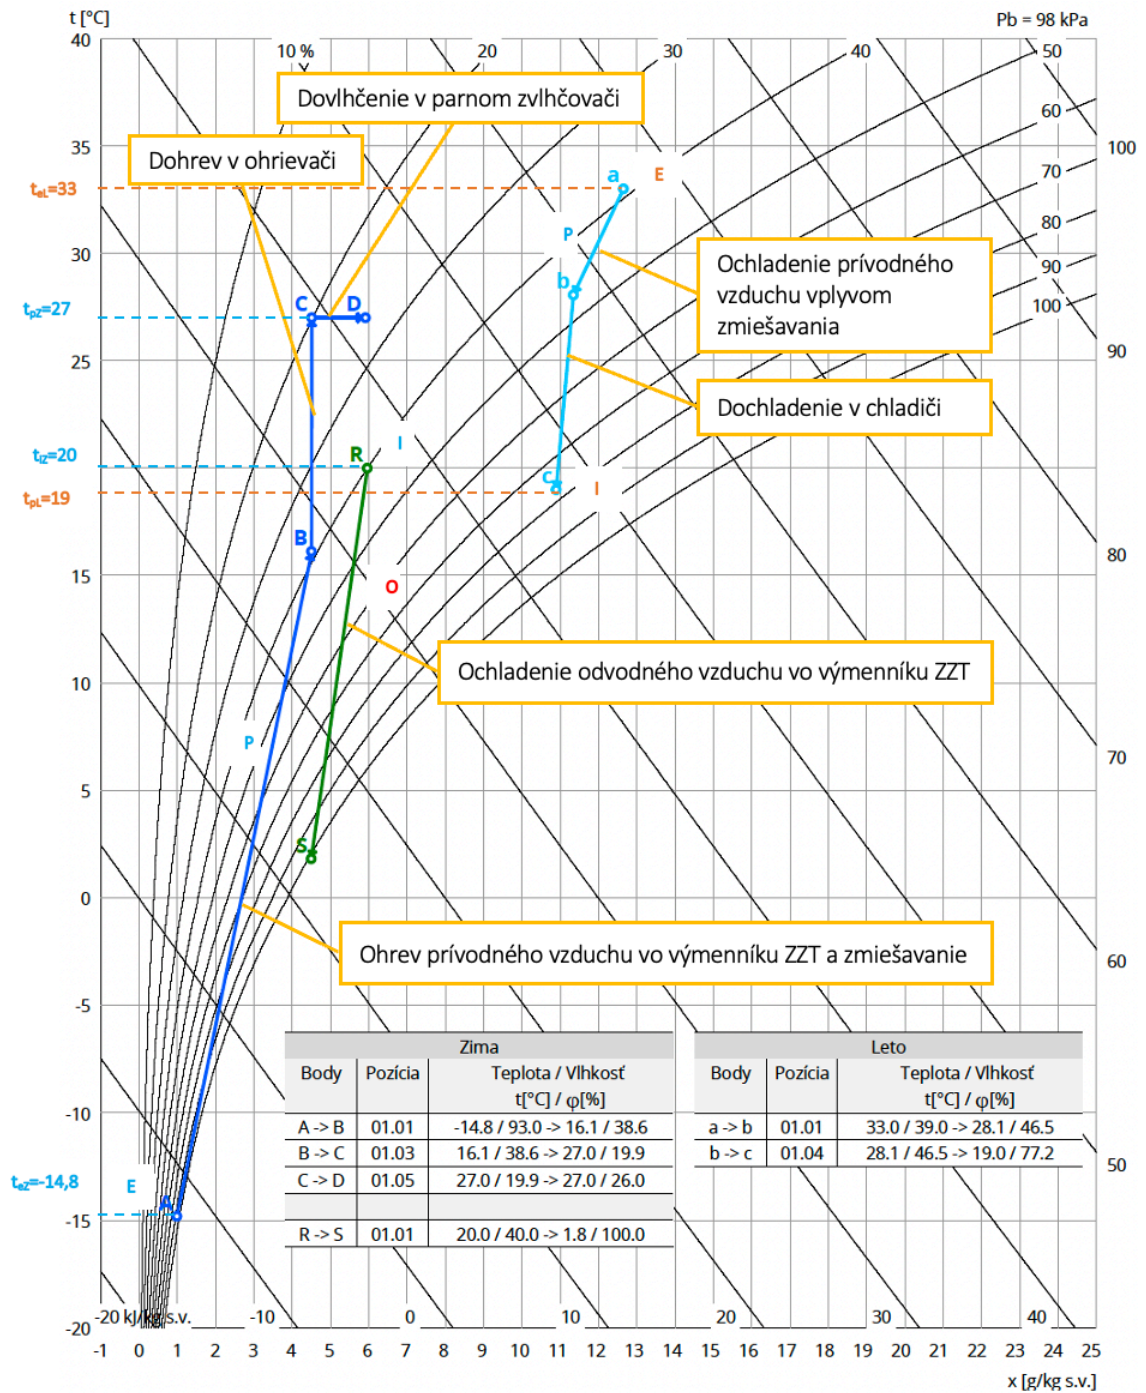 t [°C]
Pb = 98 kPa
40
10 %
20
30
40
50
60
70
80
90
100
Dovlhčenie v parnom zvlhčovači
Dohrev v ohrievači
35
100
teL=33
a
E
P
30
Ochladenie prívodného
vzduchu vplyvom
zmiešavania
b
tpZ=27
C
D
90
25
Dochladenie v chladiči
I
tiZ=20
R
c
I
tpL=19
B
80
15
O
Ochladenie odvodného vzduchu vo výmenníku ZZT
10
P
70
5
S
0
Ohrev prívodného vzduchu vo výmenníku ZZT a zmiešavanie
60
-5
Zima
Body Pozícia Teplota / Vlhkosť
t[°C] / φ[%]
A -> B 01.01 -14.8 / 93.0 -> 16.1 / 38.6
B -> C 01.03 16.1 / 38.6 -> 27.0 / 19.9
C -> D 01.05 27.0 / 19.9 -> 27.0 / 26.0
R -> S 01.01 20.0 / 40.0 -> 1.8 / 100.0
Leto
Body Pozícia Teplota / Vlhkosť
t[°C] / φ[%]
a -> b 01.01 33.0 / 39.0 -> 28.1 / 46.5
b -> c 01.04 28.1 / 46.5 -> 19.0 / 77.2
-10
50
teZ=-14,8
E
A
-15
-20 kJ/kg s.v.
-10
0
10
20
30
40
-20
-1 0 1 2 3 4 5 6 7 8 9 10 11 12 13 14 15 16 17 18 19 20 21 22 23 24 25
x [g/kg s.v.]